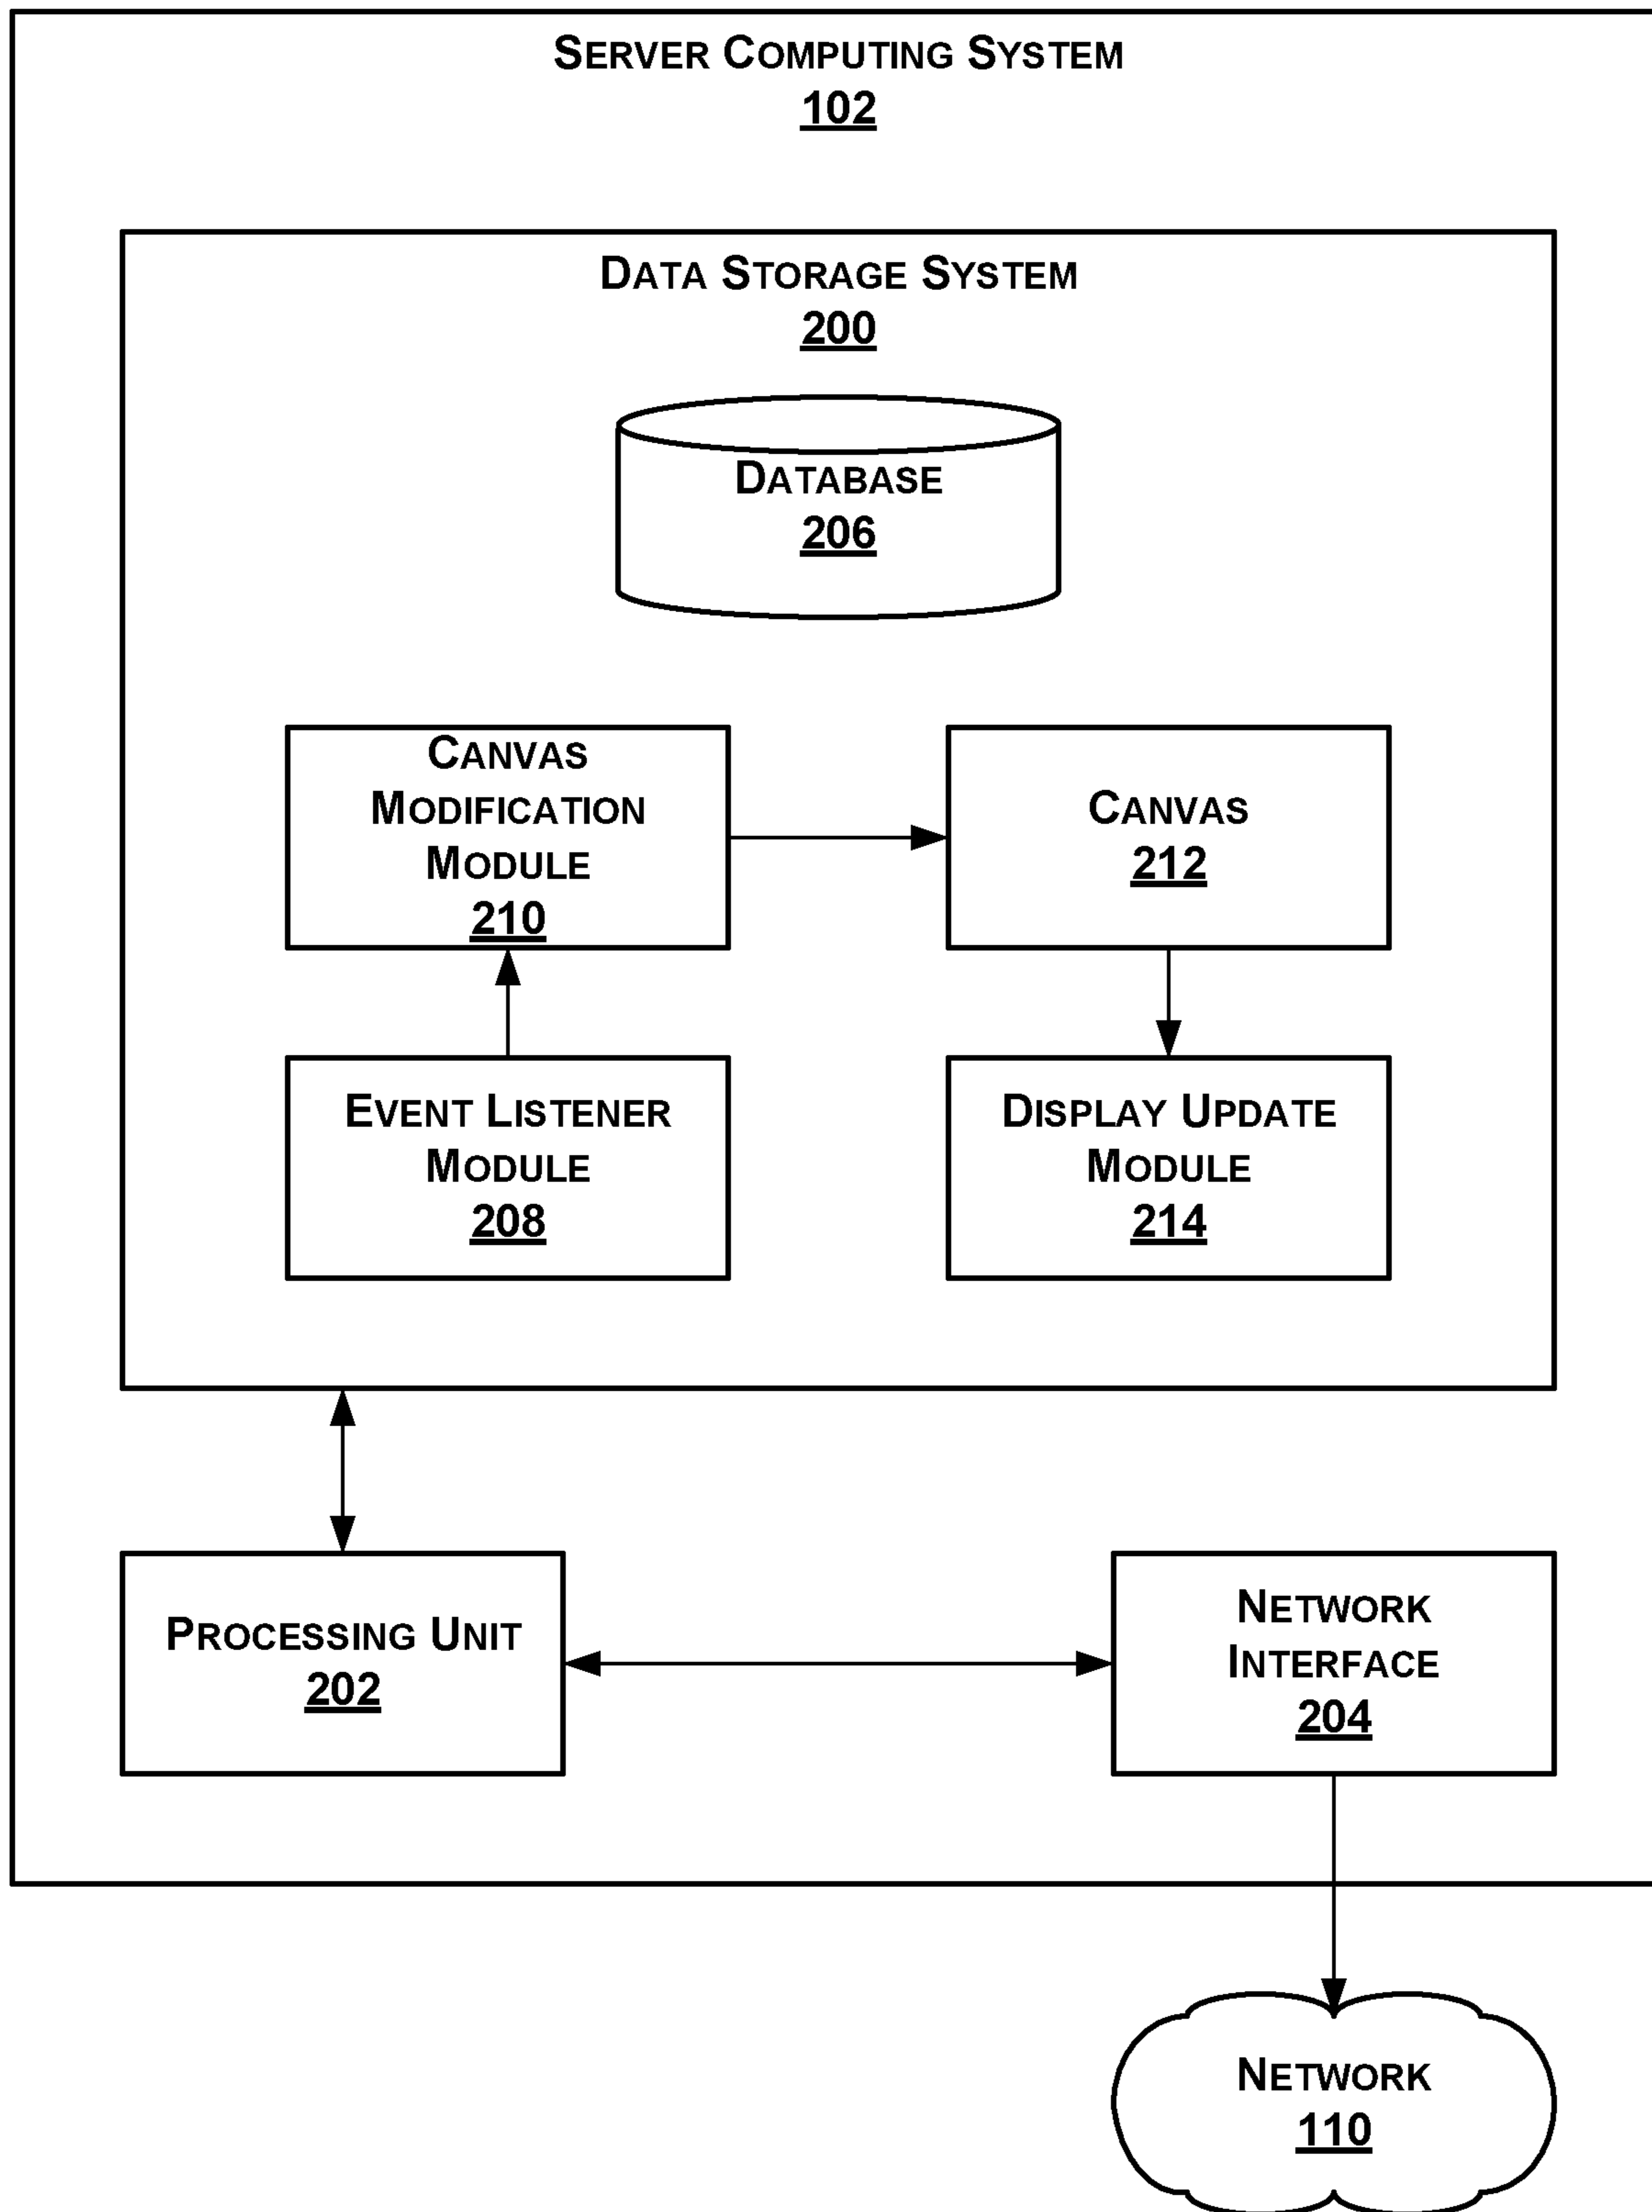 SERVER COMPUTING SYSTEM
102
DATA STORAGE SYSTEM
200
DATABASE
206
CANVAS
MODIFICATION
MODULE
210
CANVAS
212
EVENT LISTENER
MODULE
208
DISPLAY UPDATE
MODULE
214
PROCESSING UNIT
202
NETWORK
INTERFACE
204
NETWORK
110